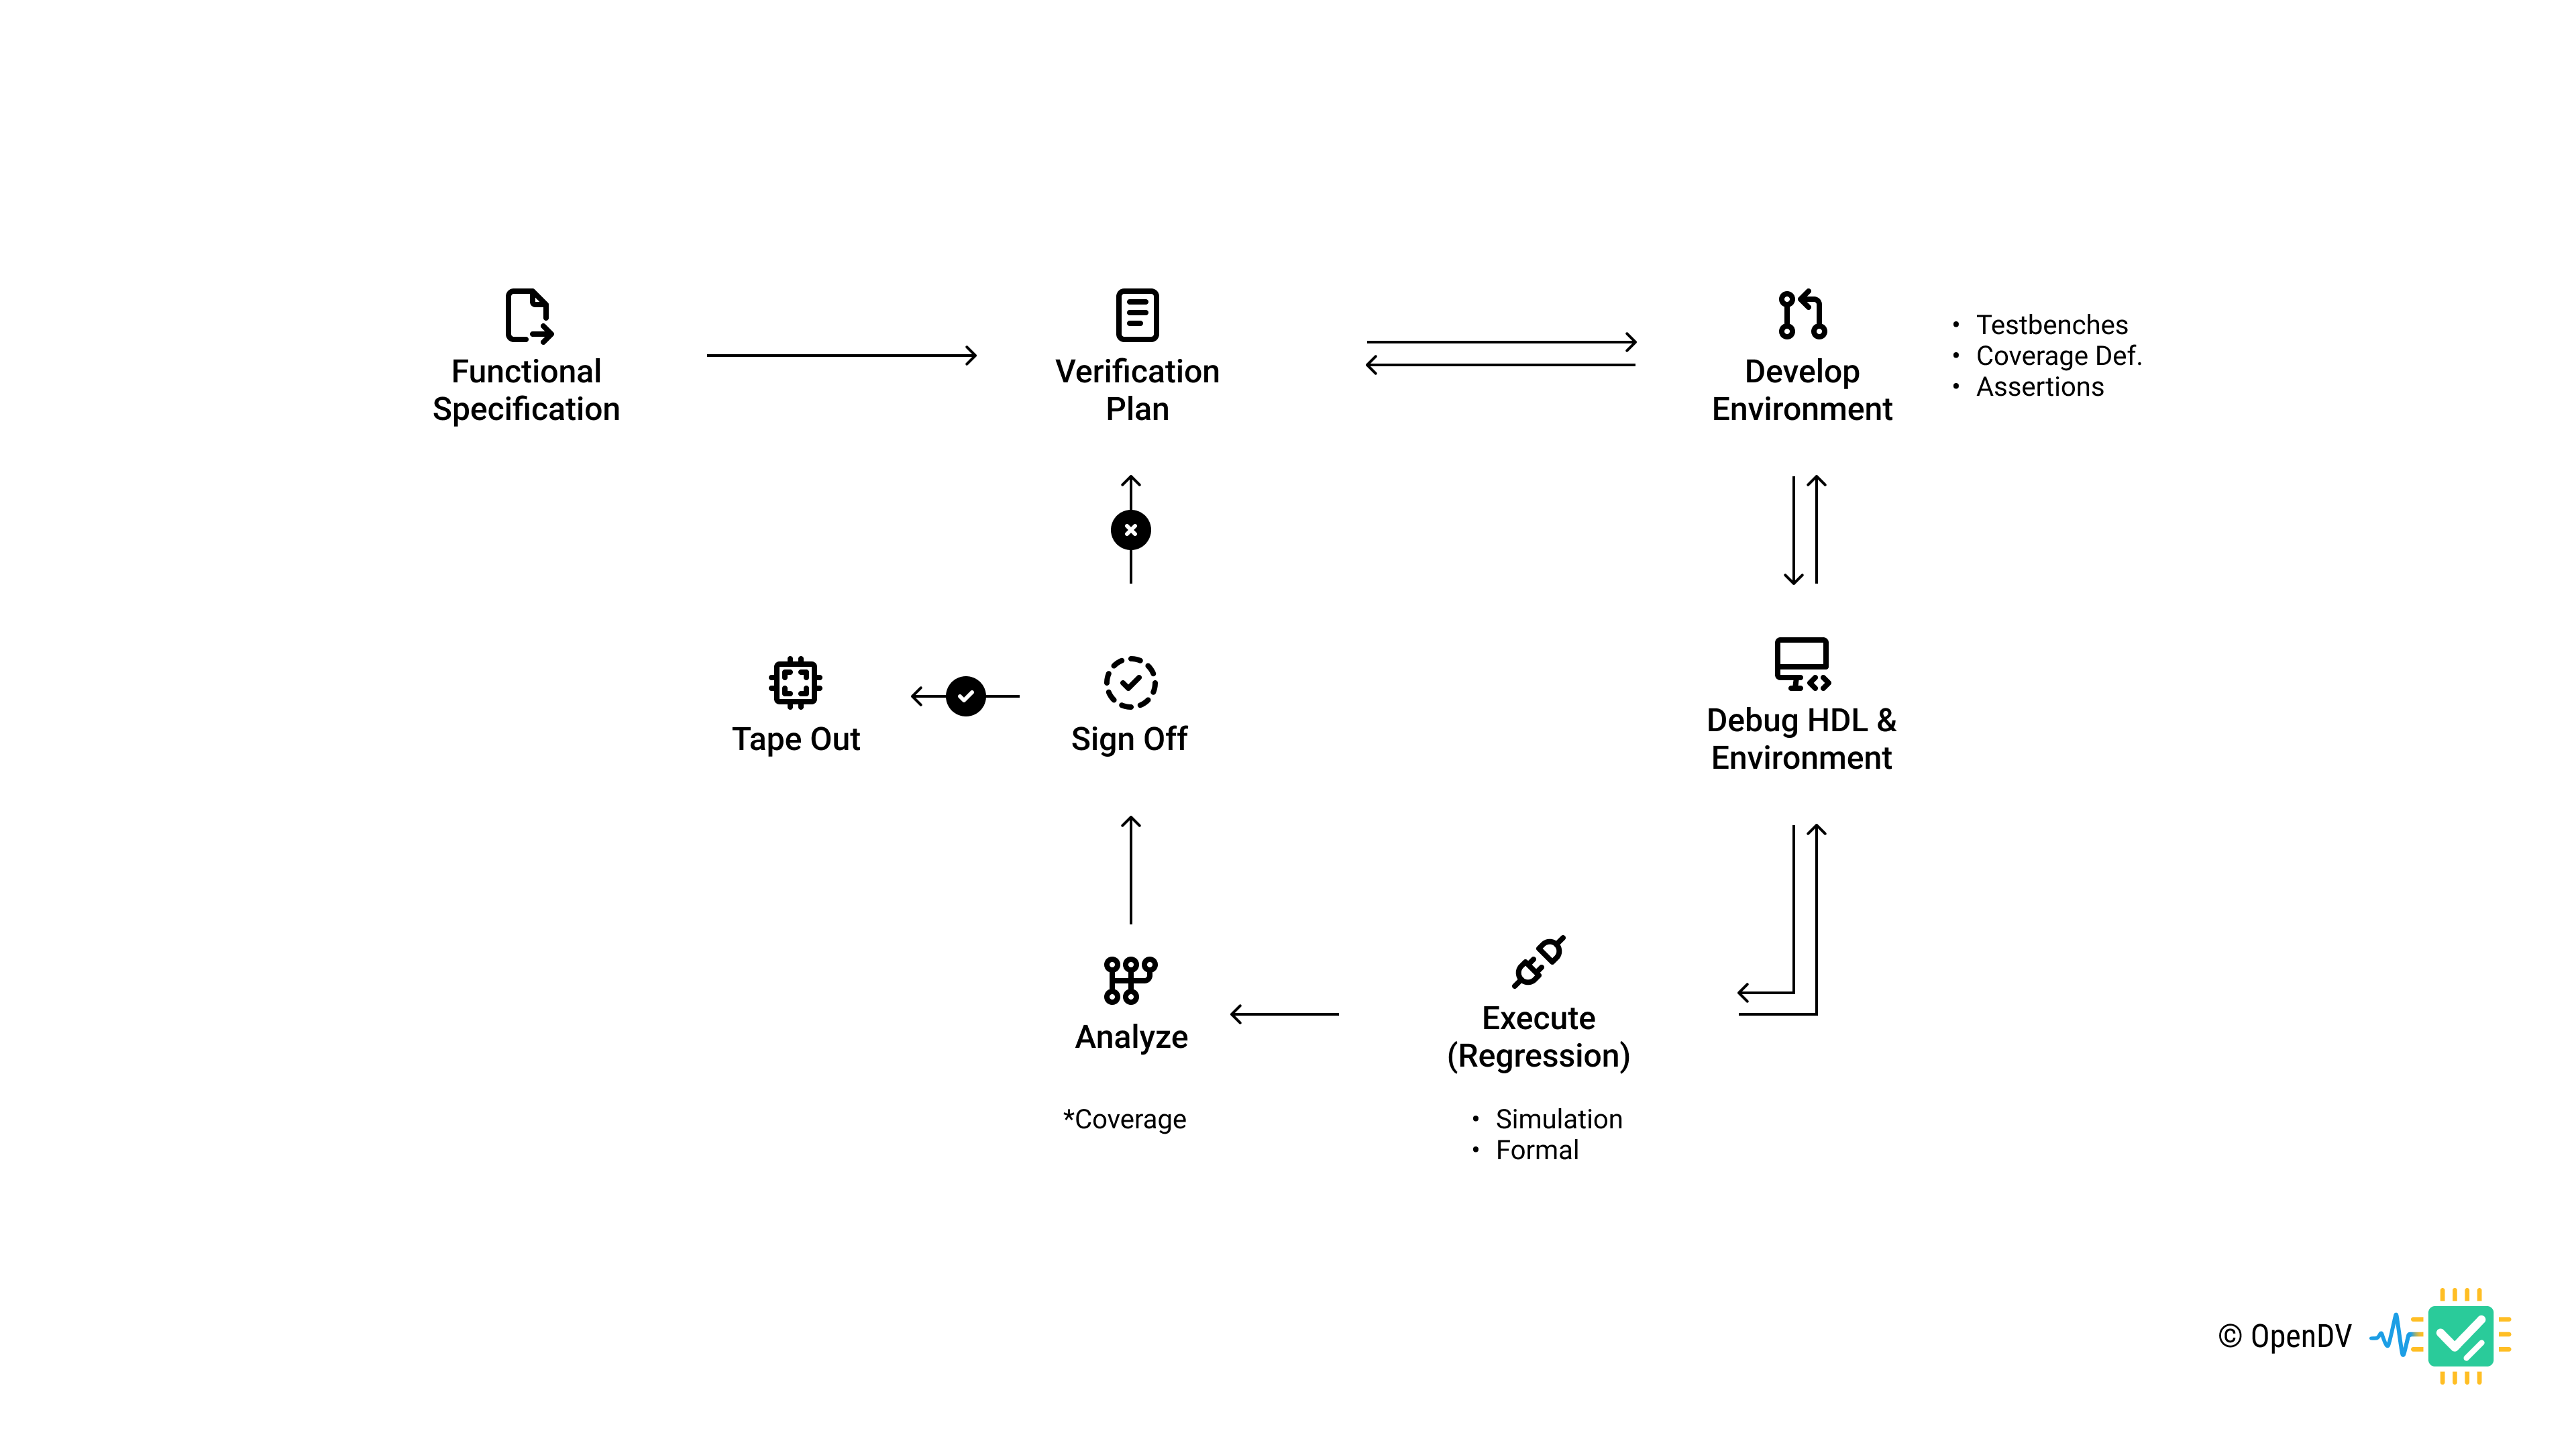 Functional
Specification
Verification
Plan
Develop
Environment
• Testbenches
• Coverage Def.
• Assertions
Tape Out
Sign Off
Debug HDL &
Environment
Analyze
*Coverage
Execute
(Regression)
• Simulation
• Formal
© OpenDV